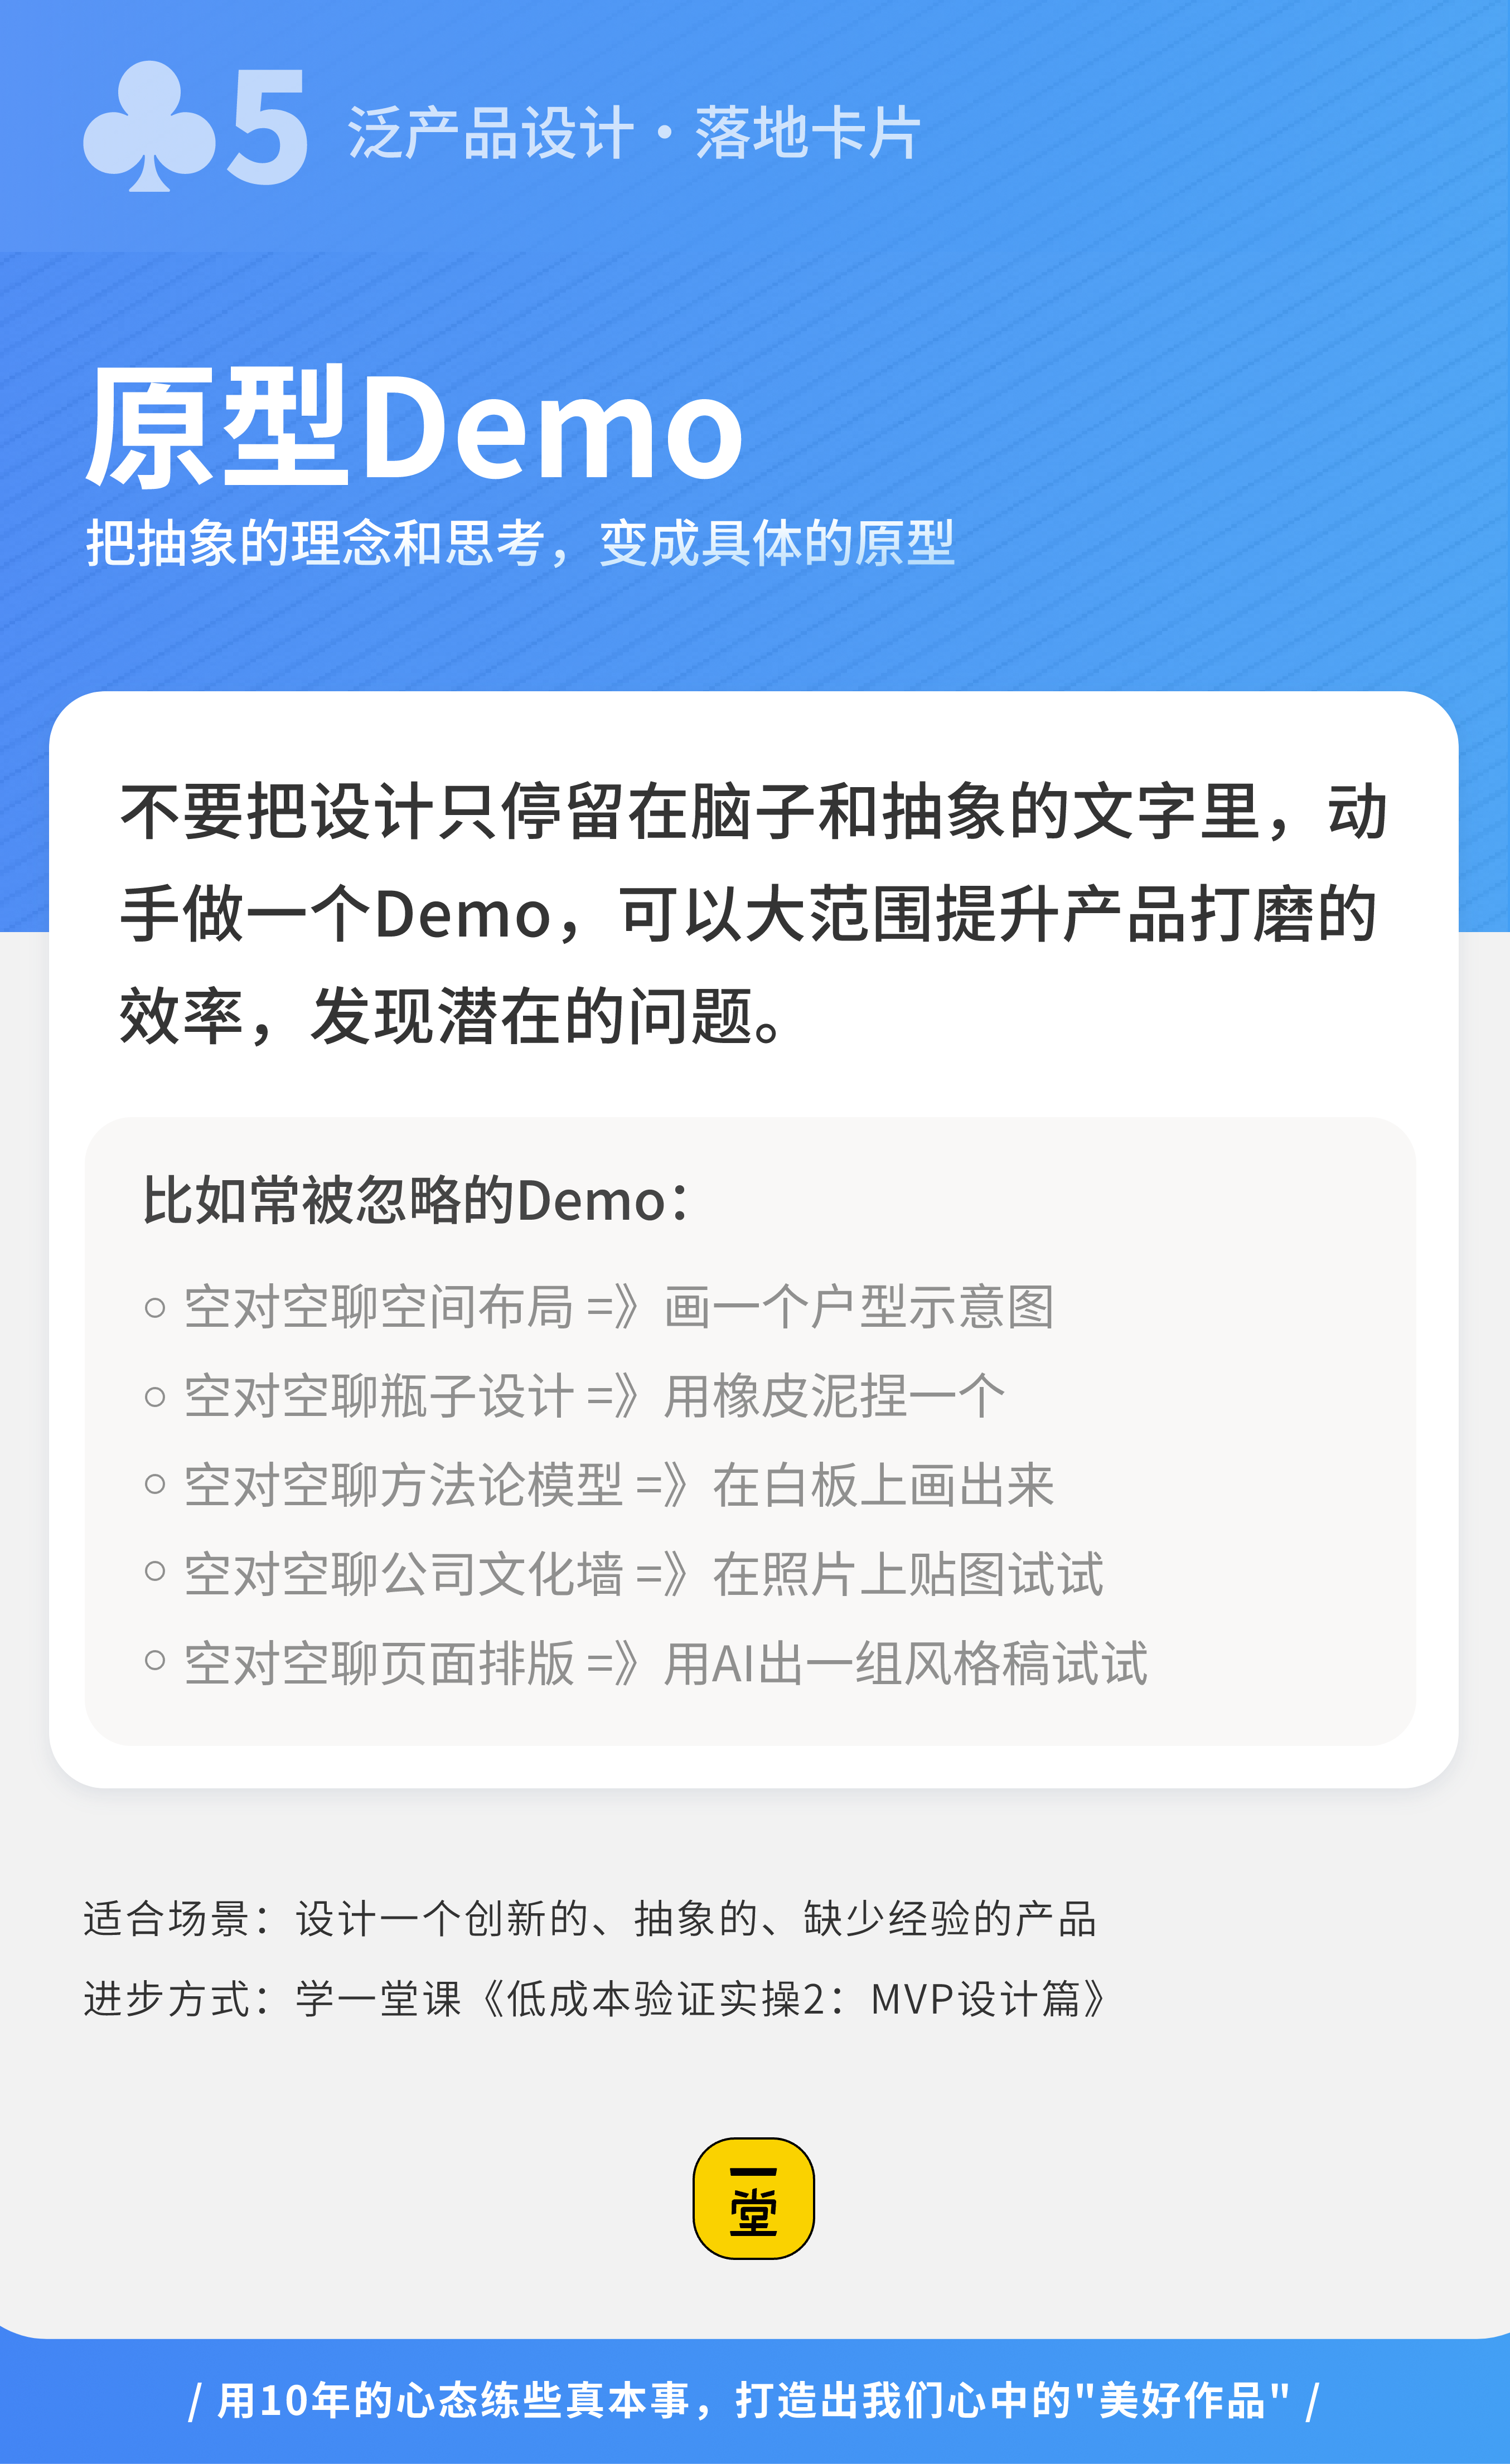 ♣5 泛产品设计·落地卡片
原型Demo
把抽象的理念和思考，变成具体的原型
不要把设计只停留在脑子和抽象的文字里，动
手做一个Demo，可以大范围提升产品打磨的
效率，发现潜在的问题。
比如常被忽略的Demo：
○ 空对空聊空间布局 =》画一个户型示意图
○ 空对空聊瓶子设计 =》用橡皮泥捏一个
○ 空对空聊方法论模型 =》在白板上画出来
○ 空对空聊公司文化墙 =》在照片上贴图试试
○ 空对空聊页面排版 =》用AI出一组风格稿试试
适合场景：设计一个创新的、抽象的、缺少经验的产品
进步方式：学一堂课《低成本验证实操2：MVP设计篇》
一
堂
/ 用10年的心态练些真本事，打造出我们心中的"美好作品" /